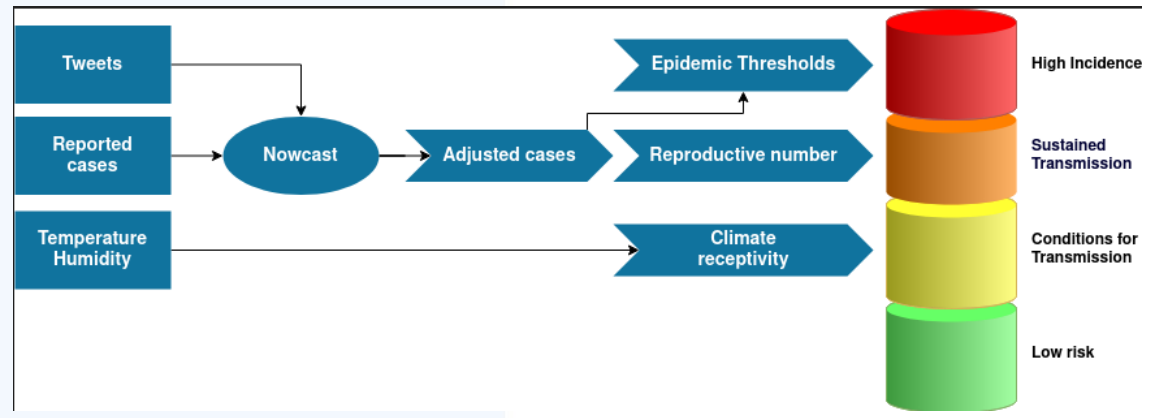 Tweets
Reported
cases
Temperature
Humidity
Nowcast
Adjusted cases
Epidemic Thresholds
Reproductive number
Climate
receptivity
High Incidence
Sustained
Transmission
Conditions for
Transmission
Low risk